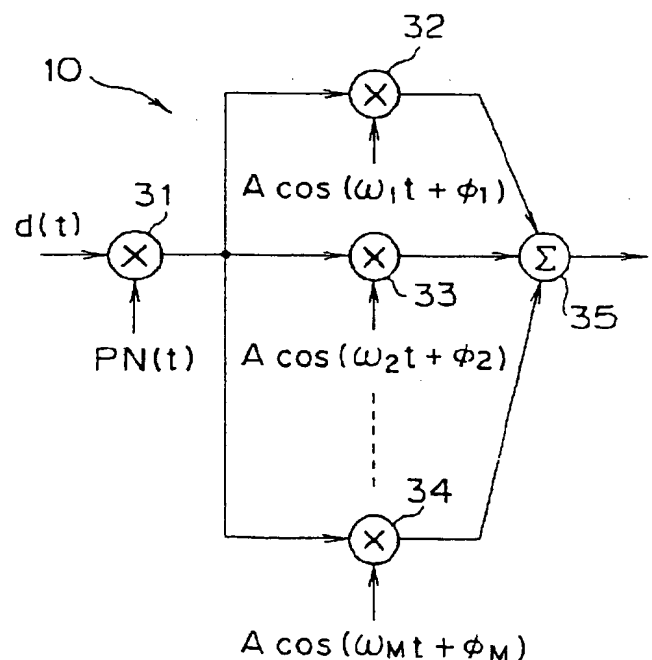 32
10
×
A cos (ω₁t + ϕ₁)
31
d(t)
×
×
Σ
33
35
PN(t)
A cos (ω₂t + ϕ₂)
34
×
A cos (ωMt + ϕM)